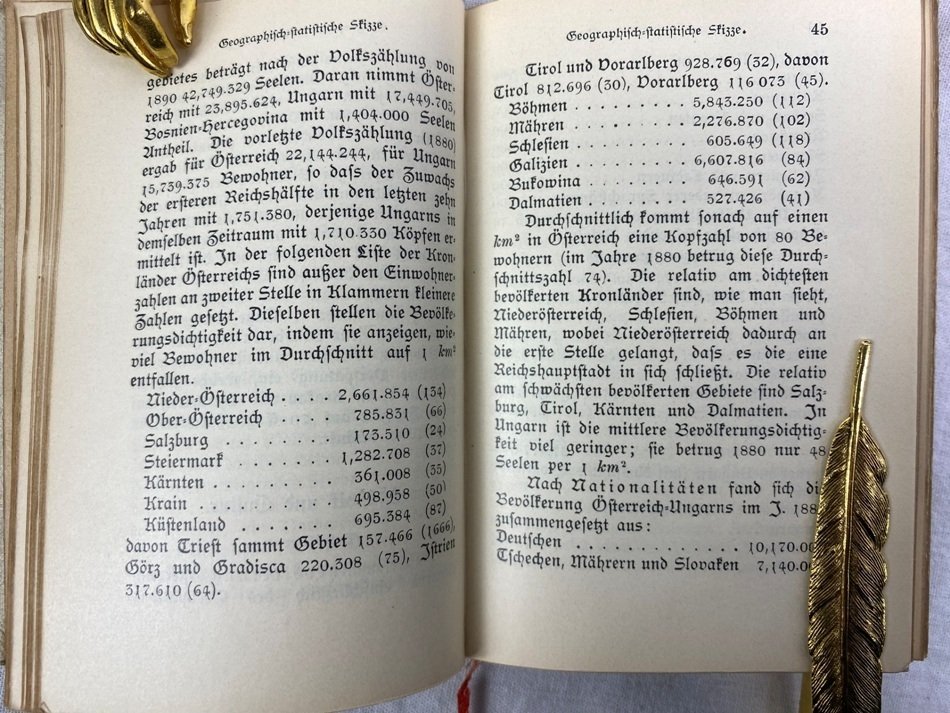 Geographisch-statistische Skizze.
gebietes beträgt nach der Volkszählung von
1890 42,749.329 Seelen. Daran nimmt Öster-
reich mit 23,895.624, Ungarn mit 17,449.705,
Bosnien-Hercegovina mit 1,404.000 Seelen
Antheil. Die vorletzte Volkszählung (1880)
ergab für Österreich 22,144.244, für Ungarn
15,739.375 Bewohner, so daſs der Zuwachs
der ersteren Reichshälfte in den letzten zehn
Jahren mit 1,751.380, derjenige Ungarns in
demselben Zeitraum mit 1,710 330 Köpfen er-
mittelt ist. In der folgenden Liste der Kron-
länder Österreichs sind außer den Einwohner-
zahlen an zweiter Stelle in Klammern kleinere
Zahlen gesetzt. Dieselben stellen die Bevölke-
rungsdichtigkeit dar, indem sie anzeigen, wie-
viel Bewohner im Durchschnitt auf 1 km²
entfallen.
Nieder-Österreich . . . . 2,661.854 (134)
Ober-Österreich . . . . . 785.831 (66)
Salzburg . . . . . . . . 173.510 (24)
Steiermark . . . . . . . 1,282.708 (37)
Kärnten . . . . . . . . 361.008 (35)
Krain . . . . . . . . . 498.958 (50)
Küstenland . . . . . . . 695.384 (87)
davon Triest sammt Gebiet 157.466 (1666),
Görz und Gradisca 220.308 (75), Istrien
317.610 (64).
Geographisch-statistische Skizze. 45
Tirol und Vorarlberg 928.769 (32), davon
Tirol 812.696 (30), Vorarlberg 116 073 (45).
Böhmen . . . . . . . . . 5,843.250 (112)
Mähren . . . . . . . . . 2,276.870 (102)
Schlesien . . . . . . . . 605.649 (118)
Galizien . . . . . . . . 6,607.816 (84)
Bukowina . . . . . . . . 646.591 (62)
Dalmatien . . . . . . . . 527.426 (41)
Durchschnittlich kommt sonach auf einen
km² in Österreich eine Kopfzahl von 80 Be-
wohnern (im Jahre 1880 betrug diese Durch-
schnittszahl 74). Die relativ am dichtesten
bevölkerten Kronländer sind, wie man sieht,
Niederösterreich, Schlesien, Böhmen und
Mähren, wobei Niederösterreich dadurch an
die erste Stelle gelangt, daſs es die eine
Reichshauptstadt in sich schließt. Die relativ
am schwächsten bevölkerten Gebiete sind Salz-
burg, Tirol, Kärnten und Dalmatien. In
Ungarn ist die mittlere Bevölkerungsdichtig-
keit viel geringer; sie betrug 1880 nur 48
Seelen per 1 km².
Nach Nationalitäten fand sich
Bevölkerung Österreich-Ungarns im J.
zusammengesetzt aus:
Deutschen . . . . . . . . . . .
Tschechen, Mährern und Slovaken